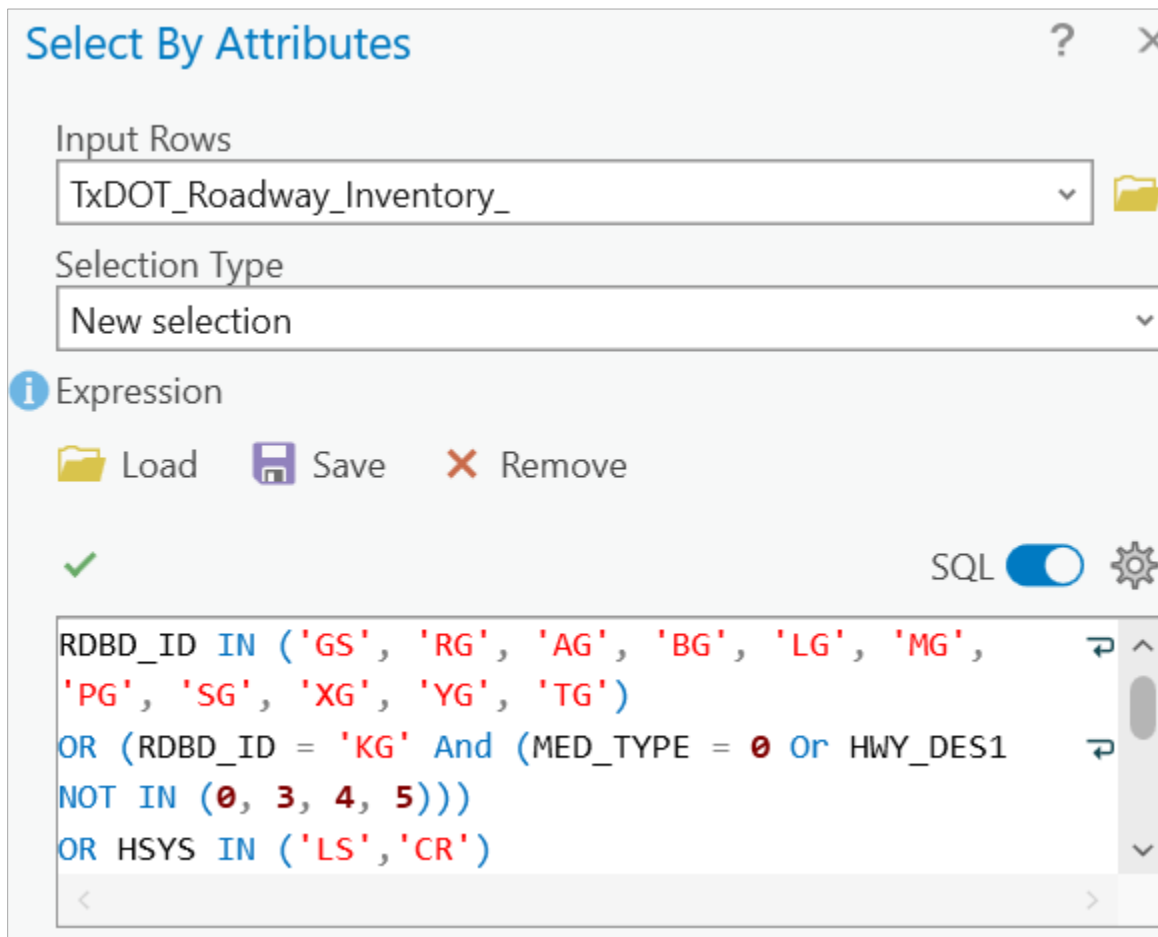 Select By Attributes
Input Rows
TxDOT_Roadway_Inventory_
Selection Type
New selection
Expression
Load Save Remove
SQL
RDBD_ID IN ('GS', 'RG', 'AG', 'BG', 'LG', 'MG',
'PG', 'SG', 'XG', 'YG', 'TG')
OR (RDBD_ID = 'KG' And (MED_TYPE = 0 Or HWY_DES1
NOT IN (0, 3, 4, 5)))
OR HSYS IN ('LS','CR')